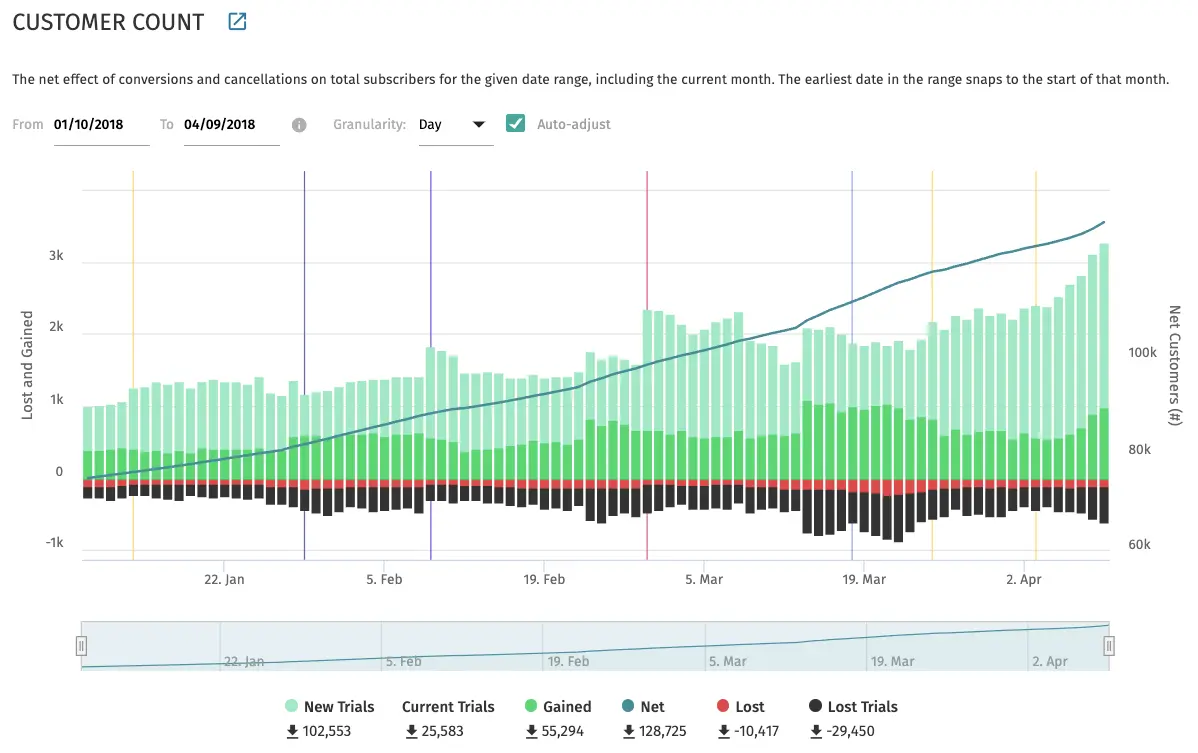 CUSTOMER COUNT
The net effect of conversions and cancellations on total subscribers for the given date range, including the current month. The earliest date in the range snaps to the start of that month.
From 01/10/2018 To 04/09/2018 Granularity: Day Auto-adjust
Lost and Gained
3k
2k
1k
0
-1k
Net Customers (#)
100k
80k
60k
22. Jan 5. Feb 19. Feb 5. Mar 19. Mar 2. Apr
22. Jan 5. Feb 19. Feb 5. Mar 19. Mar 2. Apr
New Trials Current Trials Gained Net Lost Lost Trials
102,553 25,583 55,294 128,725 -10,417 -29,450